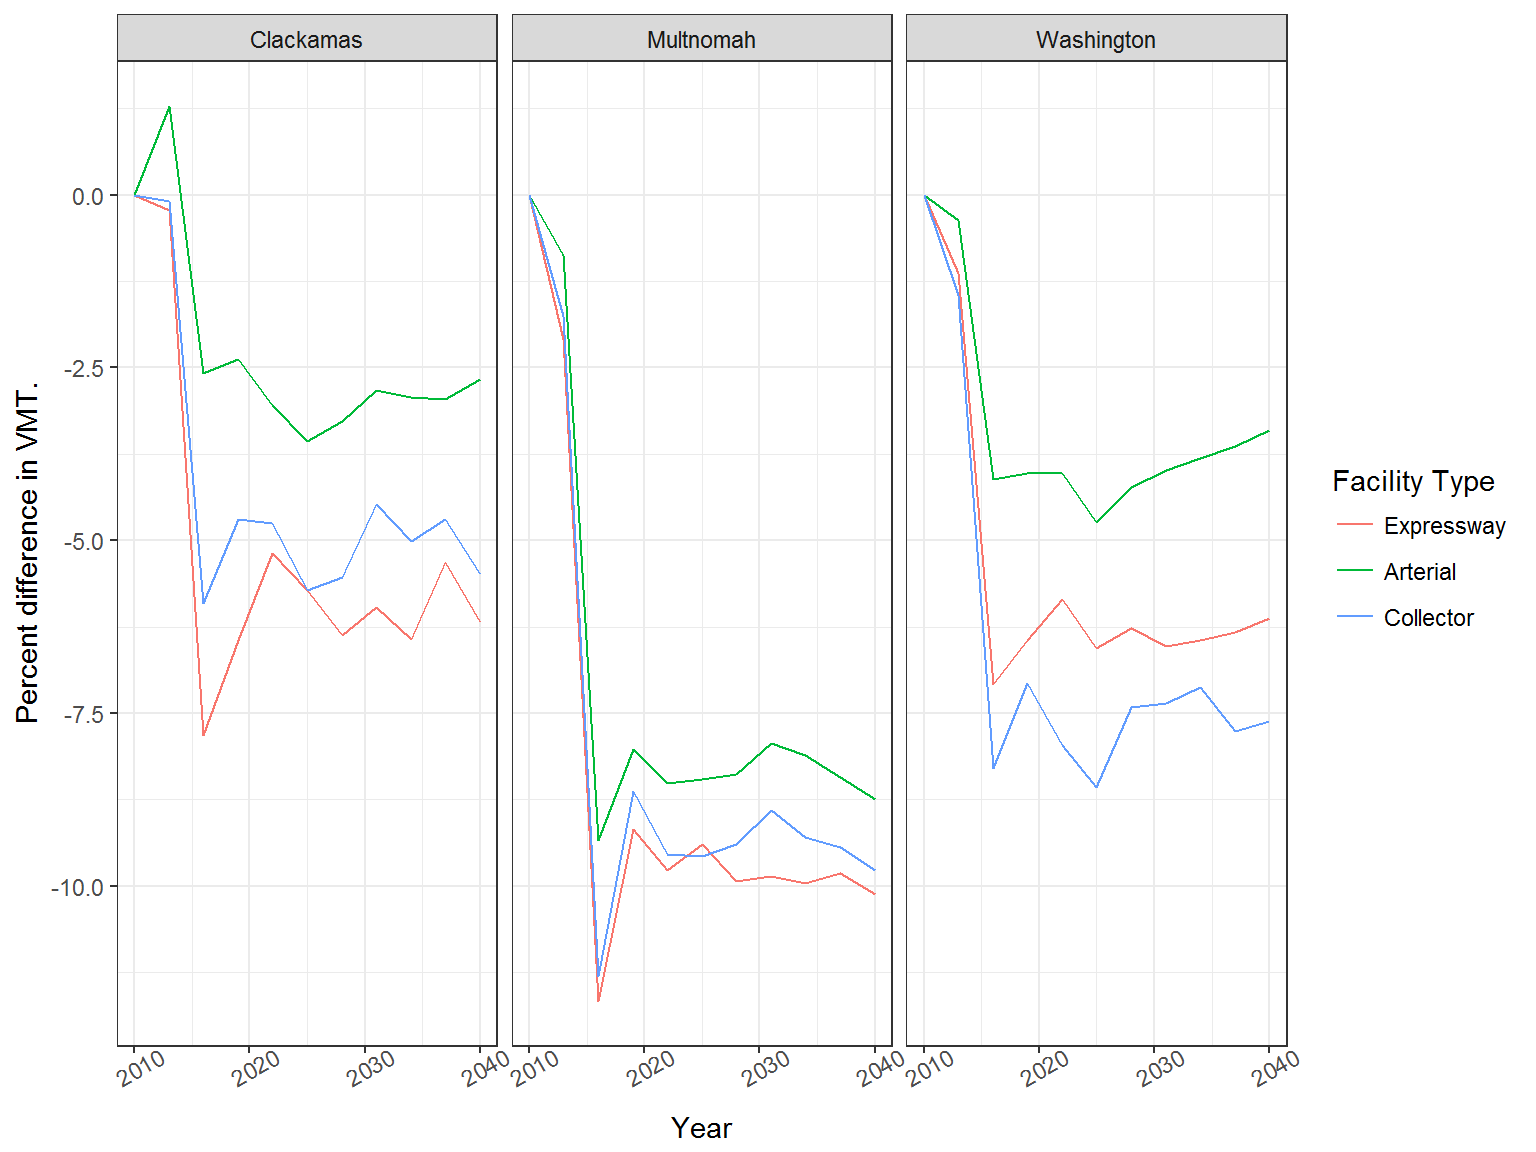 Clackamas Multnomah Washington
Percent difference in VMT.
0.0
-2.5
-5.0
-7.5
-10.0
2010 2020 2030 2040 2010 2020 2030 2040 2010 2020 2030 2040
Year
Facility Type
Expressway
Arterial
Collector